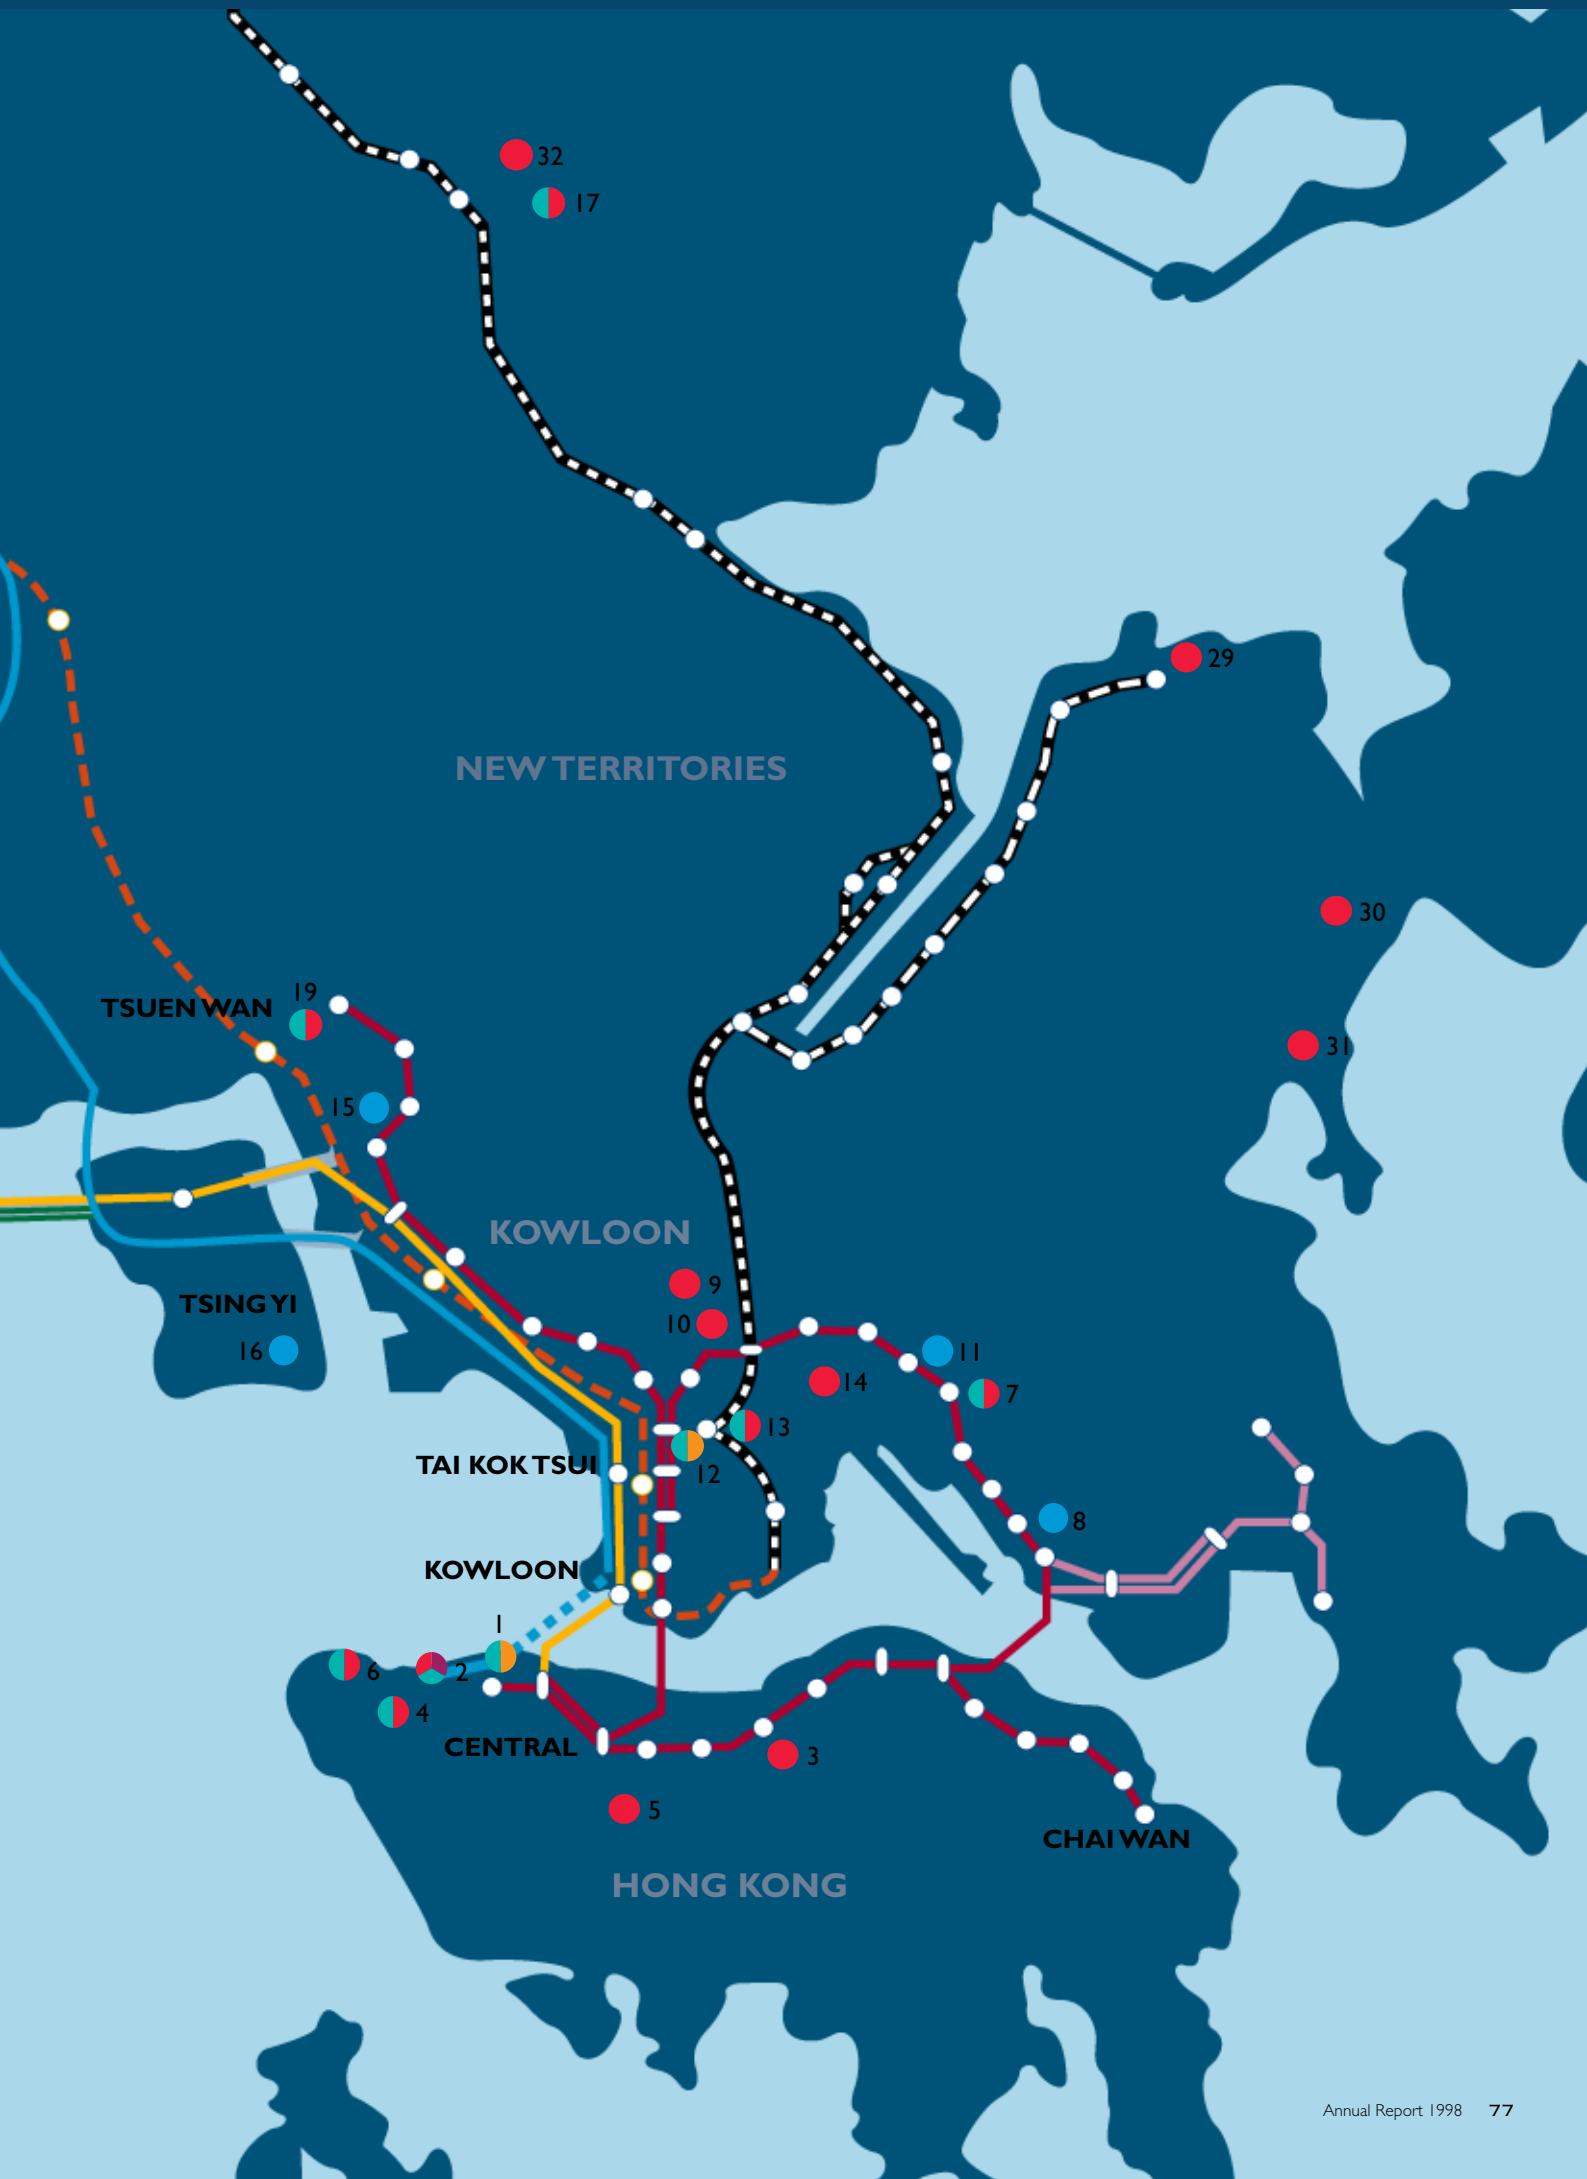 32
17
29
NEW TERRITORIES
30
19
TSUEN WAN
31
15
KOWLOON
9
TSING YI
10
16
11
14
7
13
TAI KOK TSUI
12
8
KOWLOON
1
6
2
4
CENTRAL
3
5
CHAI WAN
HONG KONG
Annual Report 1998 77